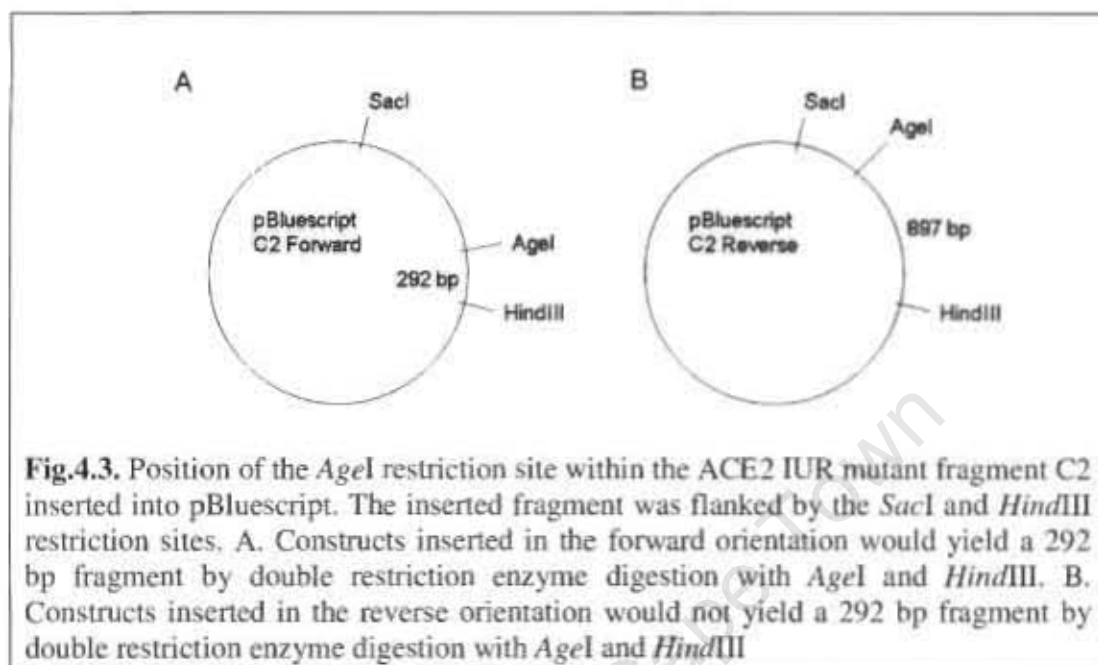 A
B
SacI
SacI
AgeI
pBluescript
C2 Forward
pBluescript
C2 Reverse
AgeI
897 bp
292 bp
HindIII
HindIII
Fig.4.3. Position of the AgeI restriction site within the ACE2 IUR mutant fragment C2
inserted into pBluescript. The inserted fragment was flanked by the SacI and HindIII
restriction sites. A. Constructs inserted in the forward orientation would yield a 292
bp fragment by double restriction enzyme digestion with AgeI and HindIII. B.
Constructs inserted in the reverse orientation would not yield a 292 bp fragment by
double restriction enzyme digestion with AgeI and HindIII
Cape Town